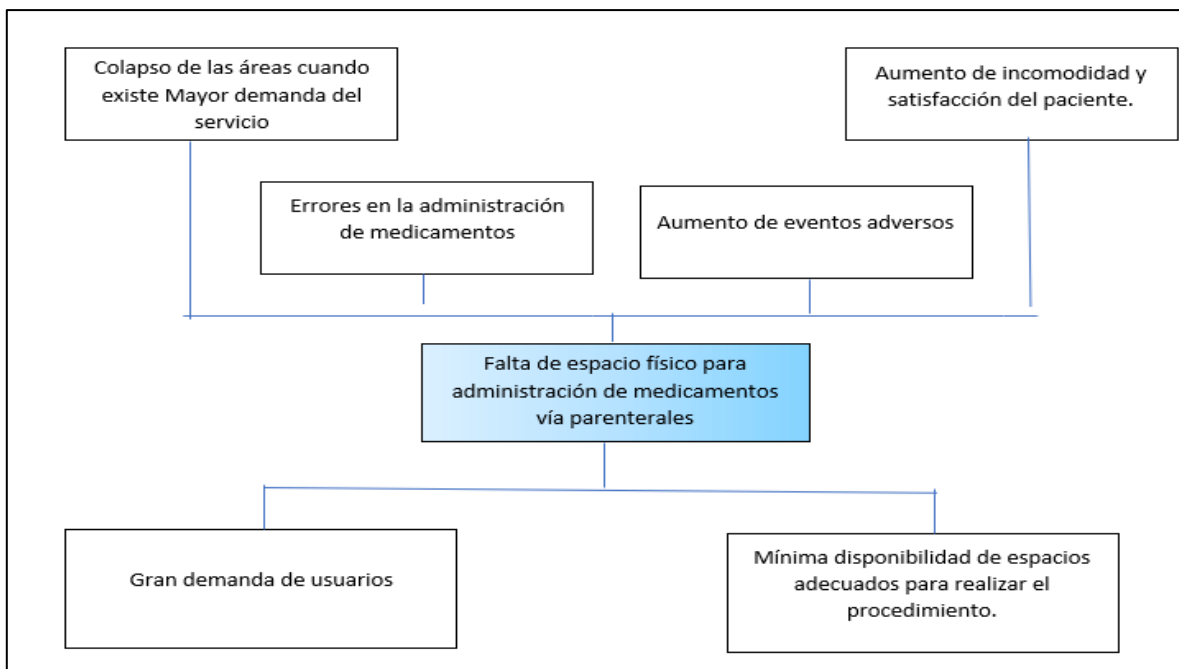 Colapso de las áreas cuando
existe Mayor demanda del
servicio
Aumento de incomodidad y
satisfacción del paciente.
Errores en la administración
de medicamentos
Aumento de eventos adversos
Falta de espacio físico para
administración de medicamentos
vía parenterales
Gran demanda de usuarios
Mínima disponibilidad de espacios
adecuados para realizar el
procedimiento.